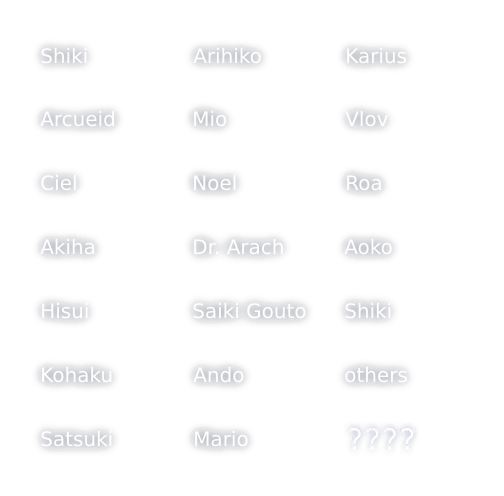 Shiki
Arcueid
Ciel
Akiha
Hisui
Kohaku
Satsuki
Arihiko
Mio
Noel
Dr. Arach
Saiki Gouto
Ando
Mario
Karius
Vlov
Roa
Aoko
Shiki
others
????